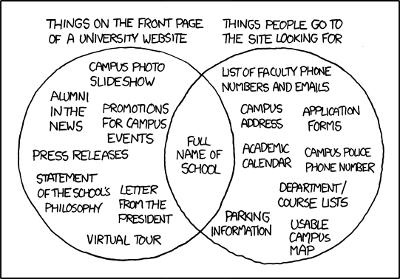 THINGS ON THE FRONT PAGE
OF A UNIVERSITY WEBSITE
THINGS PEOPLE GO TO
THE SITE LOOKING FOR
CAMPUS PHOTO
SLIDESHOW
ALUMNI
IN THE
NEWS
PROMOTIONS
FOR CAMPUS
EVENTS
PRESS RELEASES
STATEMENT
OF THE SCHOOL'S
PHILOSOPHY
LETTER
FROM THE
PRESIDENT
VIRTUAL TOUR
FULL
NAME OF
SCHOOL
LIST OF FACULTY PHONE
NUMBERS AND EMAILS
CAMPUS
ADDRESS
APPLICATION
FORMS
ACADEMIC
CALENDAR
CAMPUS POLICE
PHONE NUMBER
DEPARTMENT/
COURSE LISTS
PARKING
INFORMATION
USABLE
CAMPUS
MAP